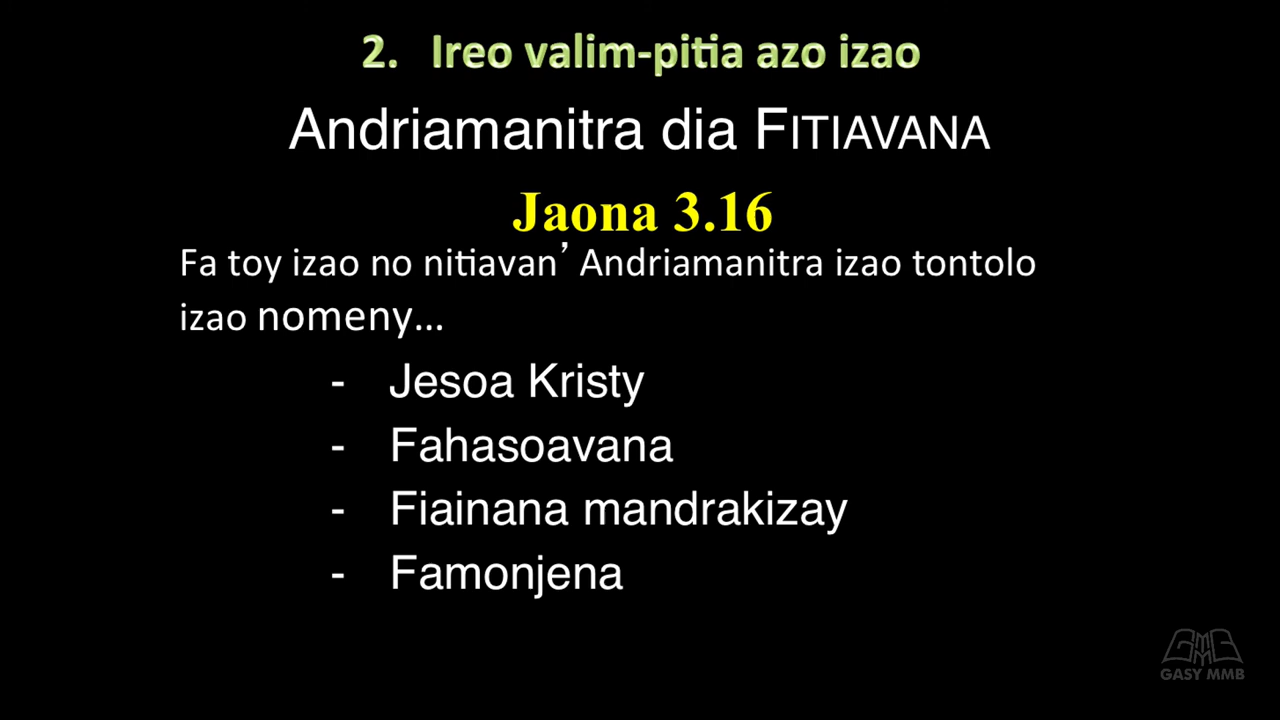 2. Ireo valim-pitia azo izao
Andriamanitra dia FITIAVANA
Jaona 3.16
Fa toy izao no nitiavan’ Andriamanitra izao tontolo
izao nomeny...
- Jesoa Kristy
- Fahasoavana
- Fiainana mandrakizay
- Famonjena
GMMG
GASY MMB